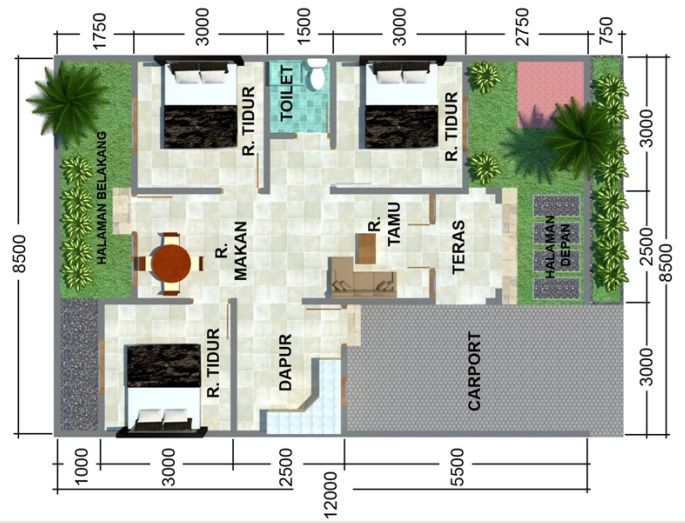 1750
3000
1500
3000
2750
750
R. TIDUR
TOILET
R. TIDUR
3000
HALAMAN BELAKANG
8500
R.
MAKAN
R.
TAMU
TERAS
HALAMAN
DEPAN
2500
8500
R. TIDUR
DAPUR
CARPORT
3000
1000
3000
2500
5500
12000